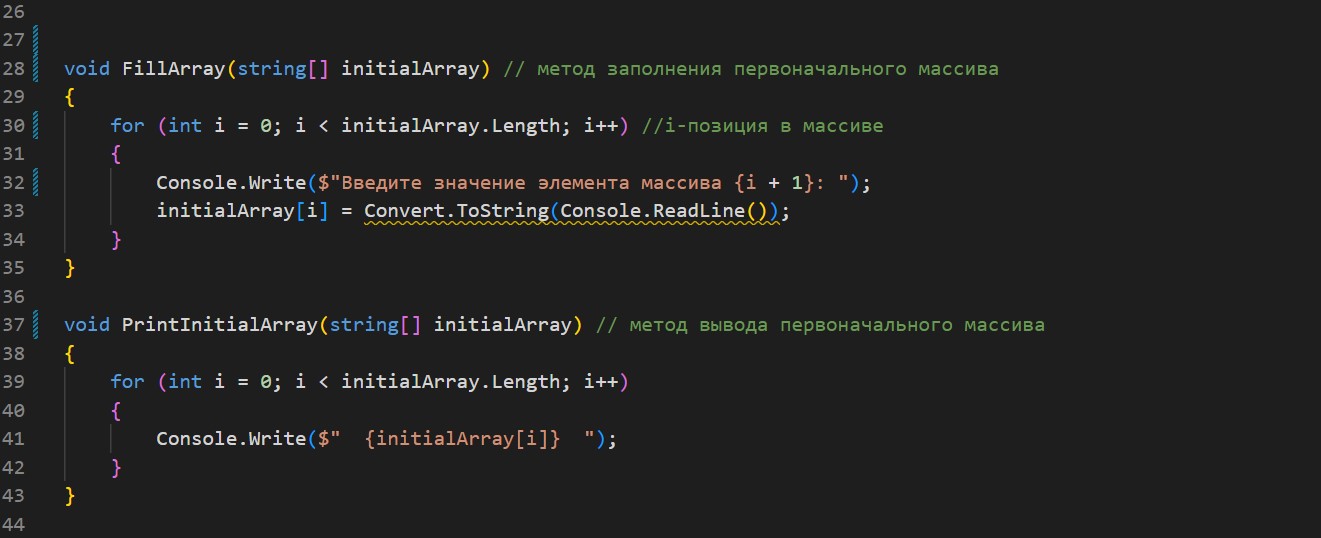 26
27
28 void FillArray(string[] initialArray) // метод заполнения первоначального массива
29 {
30     for (int i = 0; i < initialArray.Length; i++) //i-позиция в массиве
31     {
32         Console.Write($"Введите значение элемента массива {i + 1}: ");
33         initialArray[i] = Convert.ToString(Console.ReadLine());
34     }
35 }
36
37 void PrintInitialArray(string[] initialArray) // метод вывода первоначального массива
38 {
39     for (int i = 0; i < initialArray.Length; i++)
40     {
41         Console.Write($"  {initialArray[i]}  ");
42     }
43 }
44